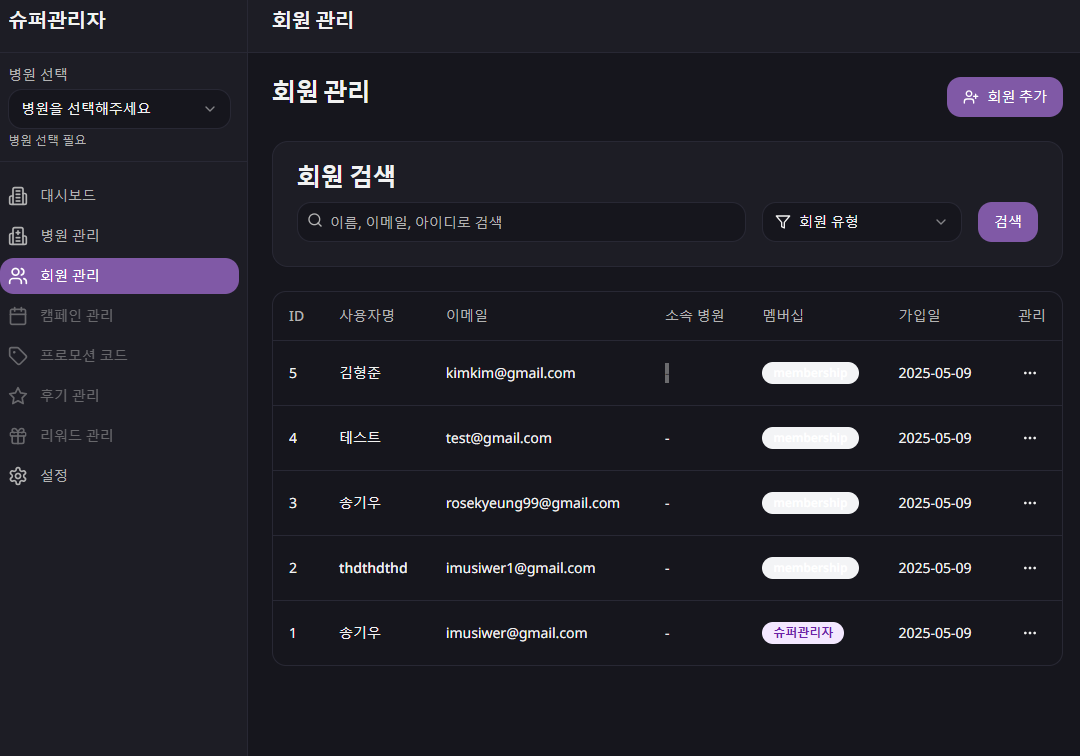 슈퍼관리자
회원 관리
병원 선택
병원을 선택해주세요
병원 선택 필요
대시보드
병원 관리
회원 관리
캠페인 관리
프로모션 코드
후기 관리
리워드 관리
설정
회원 관리
회원 추가
회원 검색
이름, 이메일, 아이디로 검색
회원 유형
검색
ID 사용자명 이메일 소속 병원 멤버십 가입일 관리
5 김형준 kimkim@gmail.com membership 2025-05-09 ...
4 테스트 test@gmail.com - membership 2025-05-09 ...
3 송기우 rosekyeung99@gmail.com - membership 2025-05-09 ...
2 thdthdthd imusiwer1@gmail.com - membership 2025-05-09 ...
1 송기우 imusiwer@gmail.com - 슈퍼관리자 2025-05-09 ...